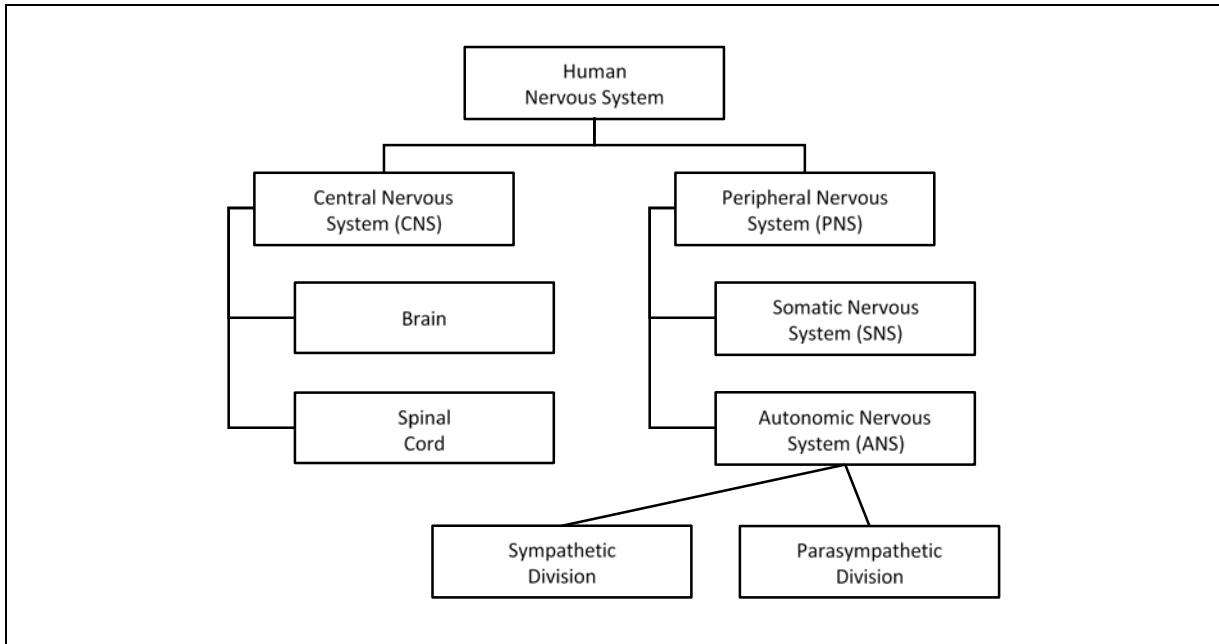 Human
Nervous System
Central Nervous
System (CNS)
Peripheral Nervous
System (PNS)
Brain
Somatic Nervous
System (SNS)
Spinal
Cord
Autonomic Nervous
System (ANS)
Sympathetic
Division
Parasympathetic
Division